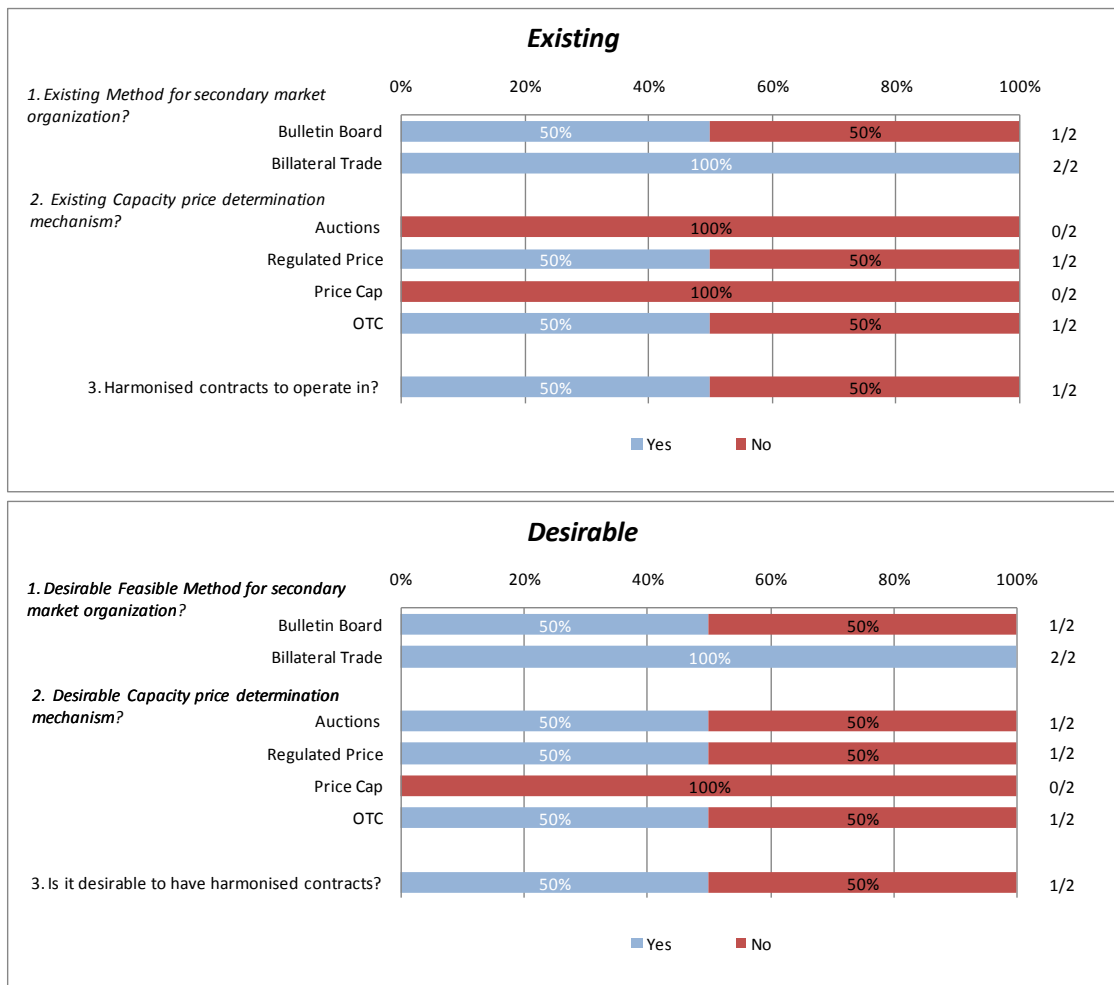 Existing
0% 20% 40% 60% 80% 100%
1. Existing Method for secondary market
organization?
Bulletin Board 50% 50% 1/2
Billateral Trade 100% 2/2
2. Existing Capacity price determination
mechanism?
Auctions 100% 0/2
Regulated Price 50% 50% 1/2
Price Cap 100% 0/2
OTC 50% 50% 1/2
3. Harmonised contracts to operate in? 50% 50% 1/2
Yes No
Desirable
0% 20% 40% 60% 80% 100%
1. Desirable Feasible Method for secondary
market organization?
Bulletin Board 50% 50% 1/2
Billateral Trade 100% 2/2
2. Desirable Capacity price determination
mechanism?
Auctions 50% 50% 1/2
Regulated Price 50% 50% 1/2
Price Cap 100% 0/2
OTC 50% 50% 1/2
3. Is it desirable to have harmonised contracts? 50% 50% 1/2
Yes No